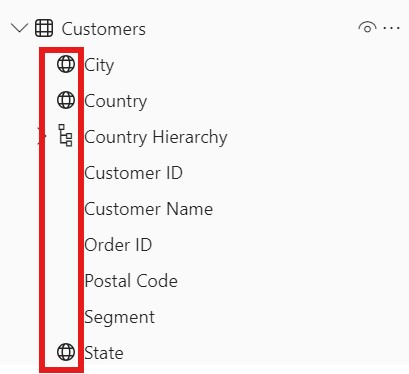 Customers
City
Country
Country Hierarchy
Customer ID
Customer Name
Order ID
Postal Code
Segment
State